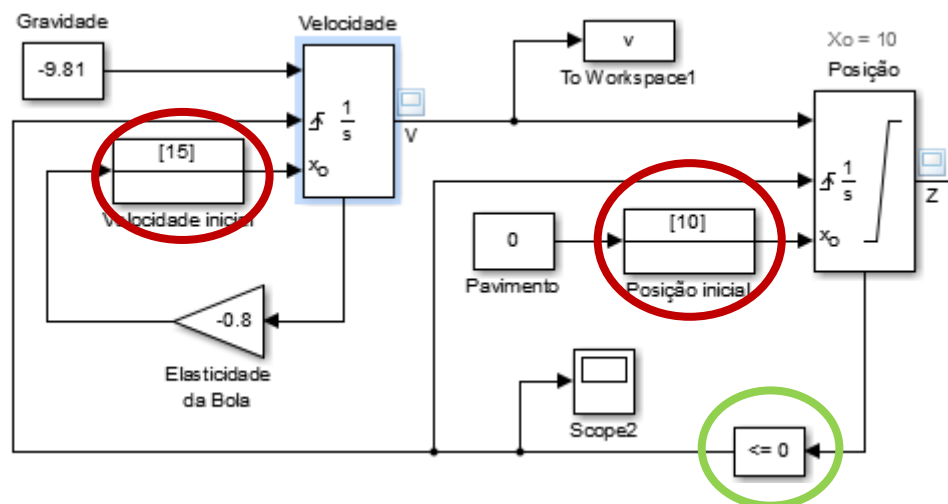 Gravidade
-9.81
Velocidade
1
s
xo
V
v
To Workspace1
Xo = 10
Posição
1
s
xo
Z
[15]
Velocidade inicial
0
Pavimento
[10]
Posição inicial
-0.8
Elasticidade
da Bola
Scope2
<= 0